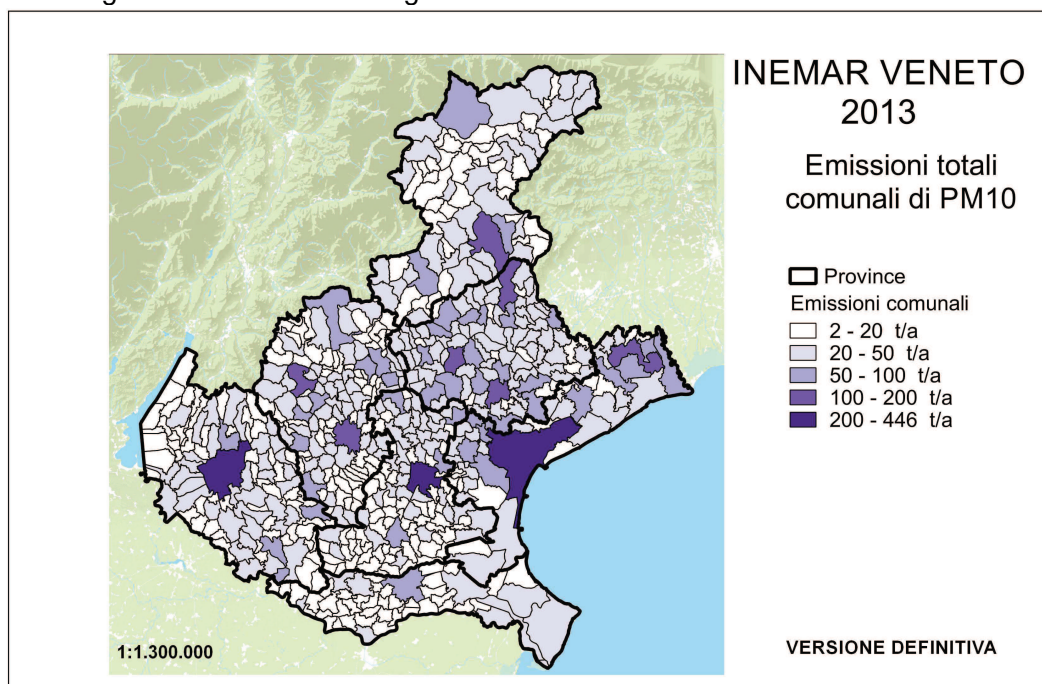 INEMAR VENETO
2013
Emissioni totali
comunali di PM10
Province
Emissioni comunali
2 - 20 t/a
20 - 50 t/a
50 - 100 t/a
100 - 200 t/a
200 - 446 t/a
1:1.300.000
VERSIONE DEFINITIVA